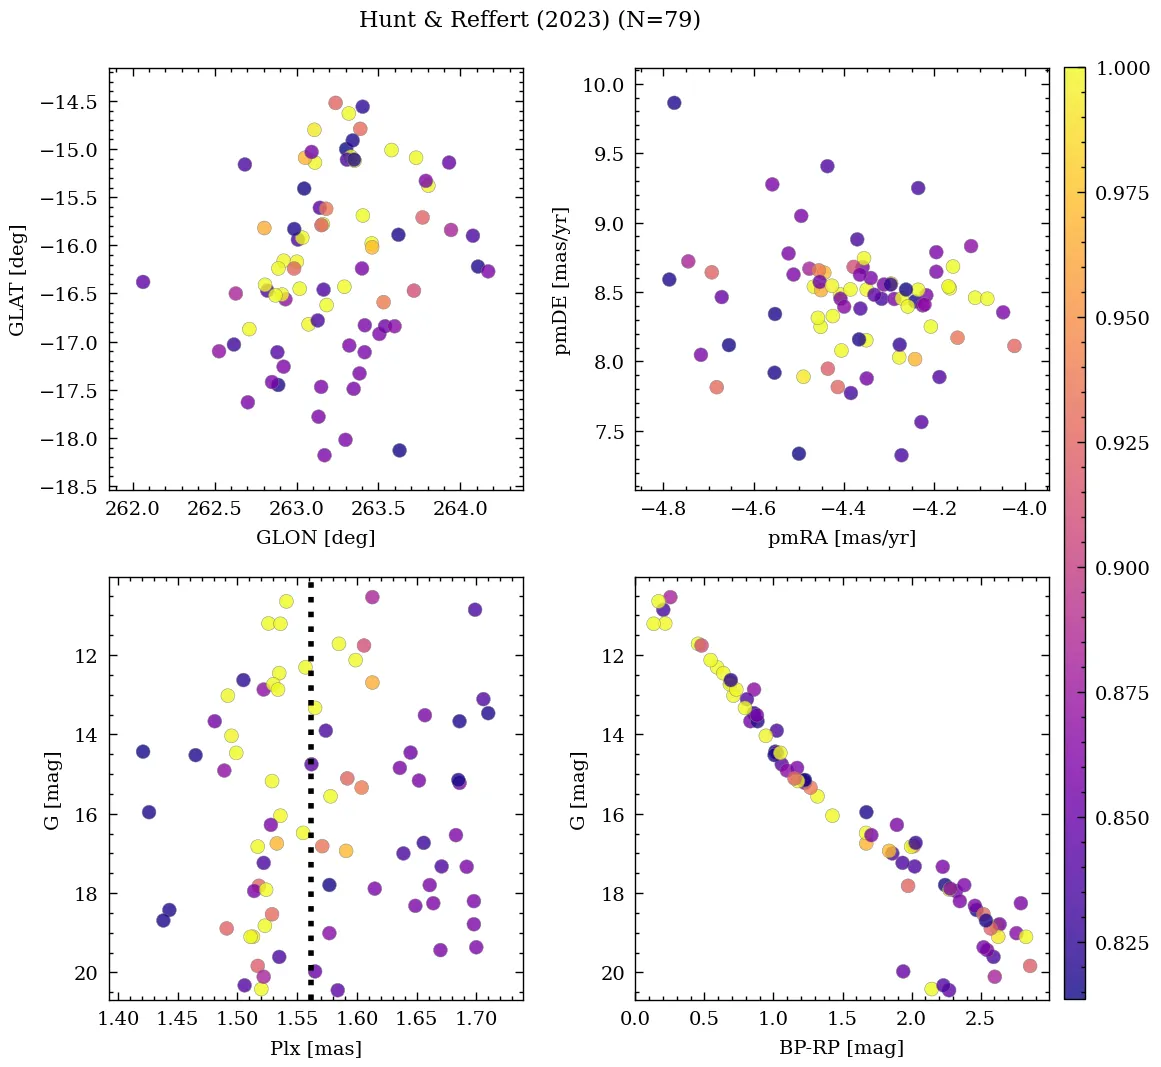 Hunt & Reffert (2023) (N=79)
−14.5
−15.0
−15.5
−16.0
−16.5
−17.0
−17.5
−18.0
−18.5
GLAT [deg]
262.0 262.5 263.0 263.5 264.0
GLON [deg]
10.0
9.5
9.0
8.5
8.0
7.5
pmDE [mas/yr]
−4.8 −4.6 −4.4 −4.2 −4.0
pmRA [mas/yr]
1.000
0.975
0.950
0.925
0.900
0.875
0.850
0.825
12
14
16
18
20
G [mag]
1.40 1.45 1.50 1.55 1.60 1.65 1.70
Plx [mas]
12
14
16
18
20
G [mag]
0.0 0.5 1.0 1.5 2.0 2.5
BP-RP [mag]